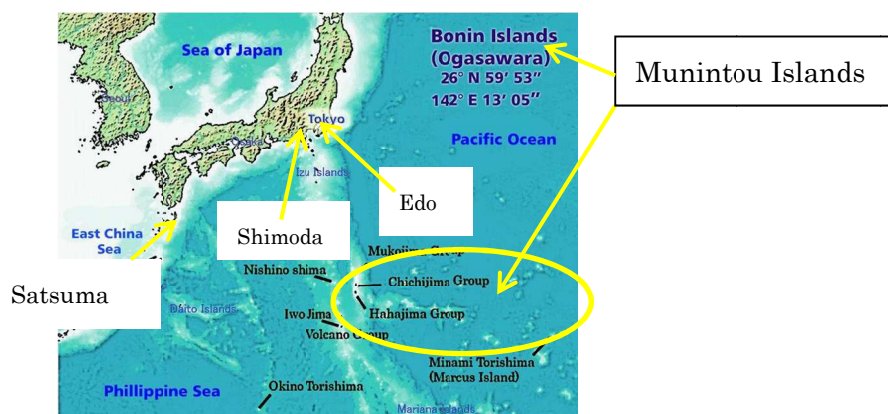 Sea of Japan
Bonin Islands
(Ogasawara)
26° N 59' 53"
142° E 13' 05"
Munintou Islands
Seoul
Tokyo
Osaka
Pacific Ocean
Izu Islands
Edo
Shimoda
East China
Sea
Satsuma
Mukojima Group
Nishino shima
Chichijima Group
Daito Islands
Iwo Jima
Hahajima Group
Volcano Group
Minami Torishima
(Marcus Island)
Phillippine Sea
Okino Torishima
Mariana Islands